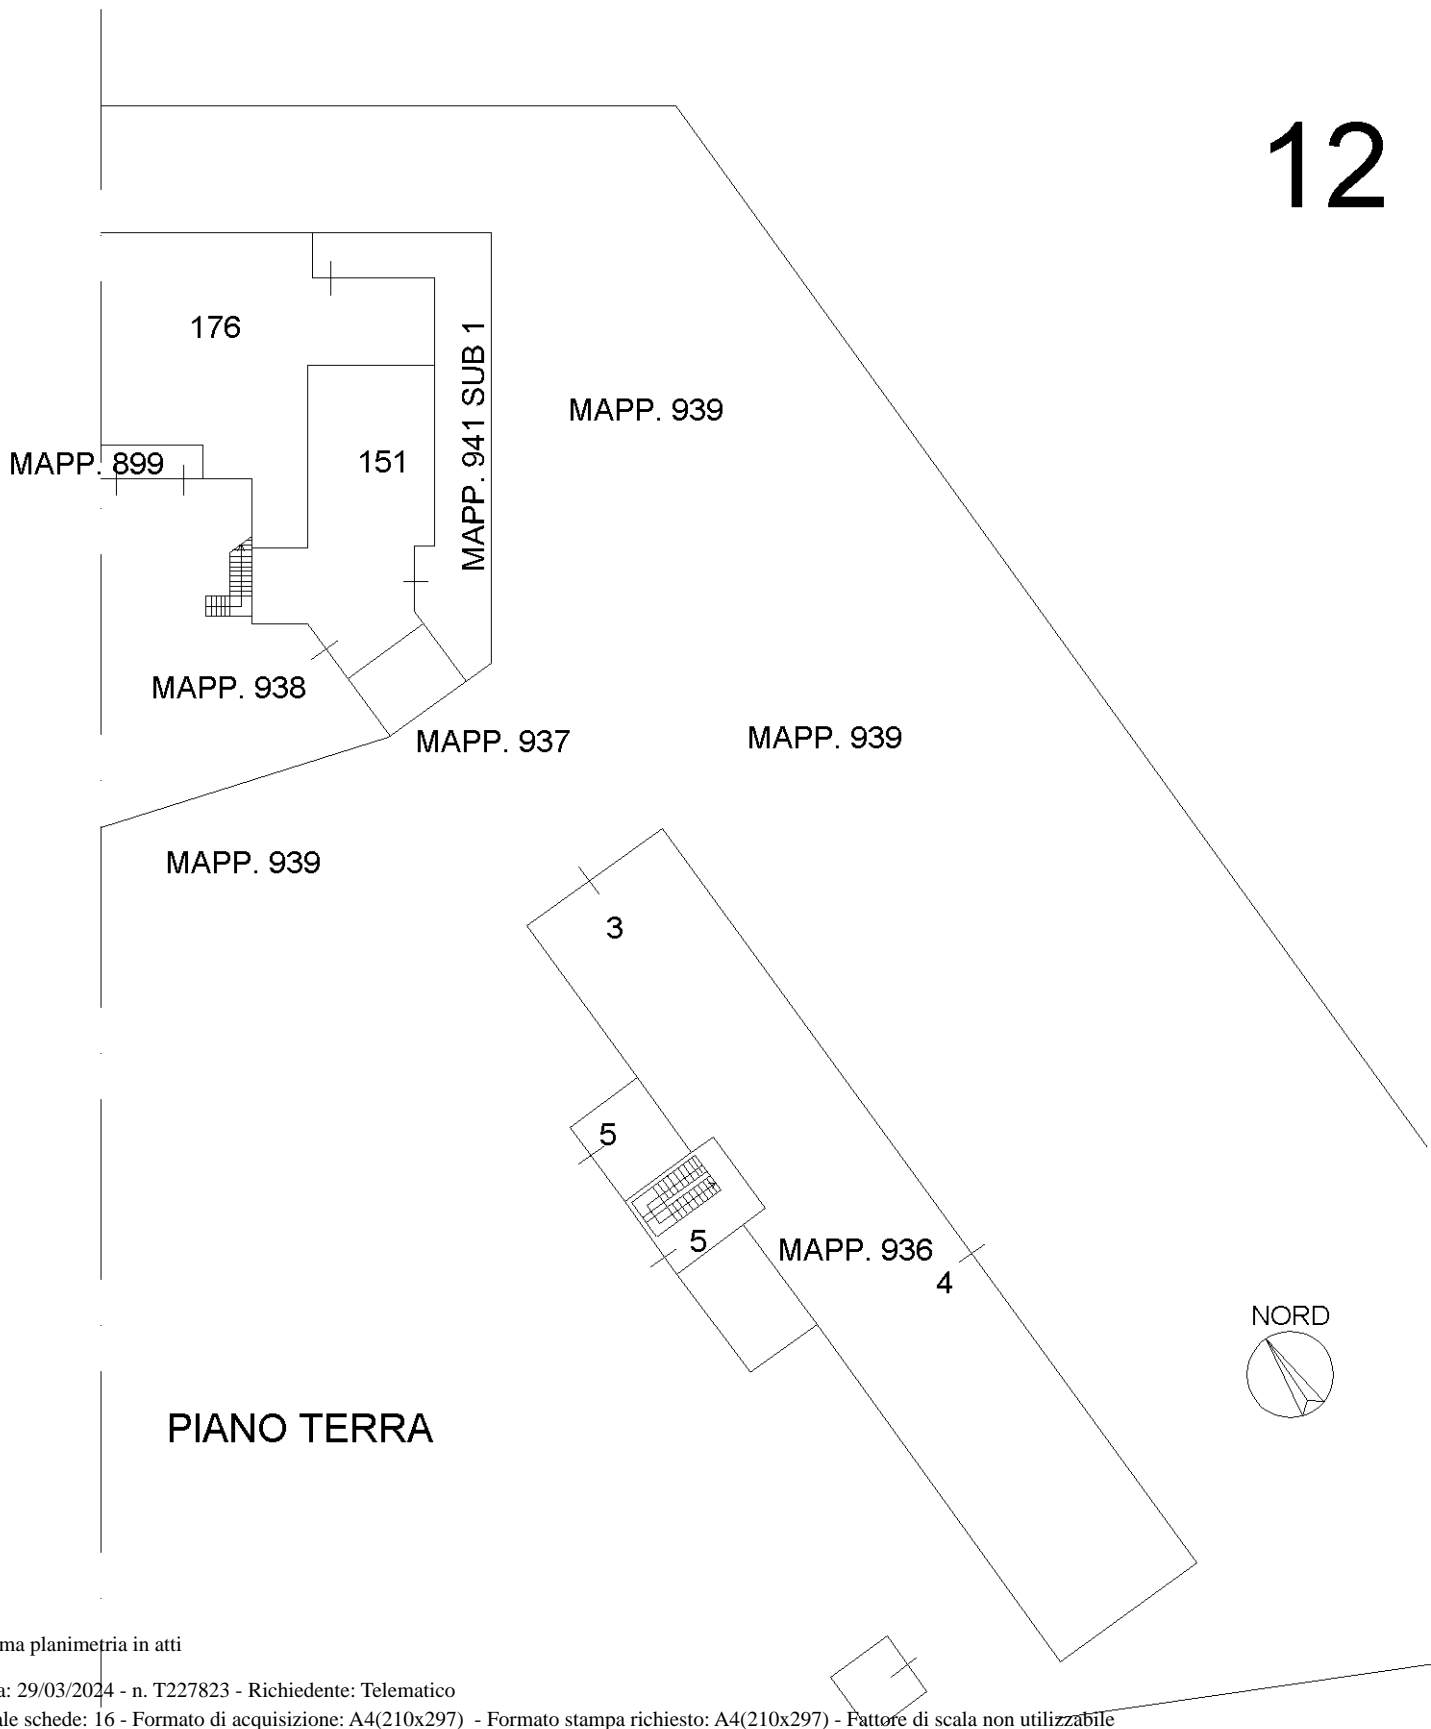 12
176
MAPP. 939
MAPP. 941 SUB 1
MAPP. 899
151
MAPP. 938
MAPP. 937
MAPP. 939
MAPP. 939
3
5
5
MAPP. 936
4
NORD
PIANO TERRA
ma planimetria in atti
a: 29/03/2024 - n. T227823 - Richiedente: Telematico
ale schede: 16 - Formato di acquisizione: A4(210x297) - Formato stampa richiesto: A4(210x297) - Fattore di scala non utilizzabile